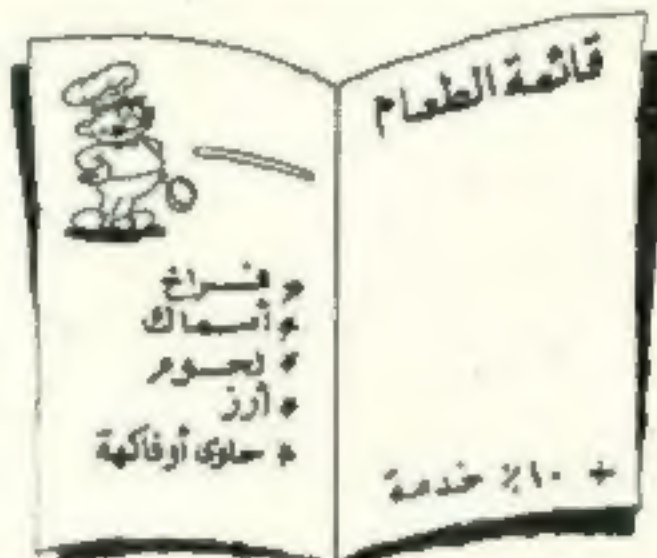 قائمة الطعام
+ ١٠٪ خدمة
* فراخ
* أسماك
* لحوم
* أرز
* حلوى أوفاكهة